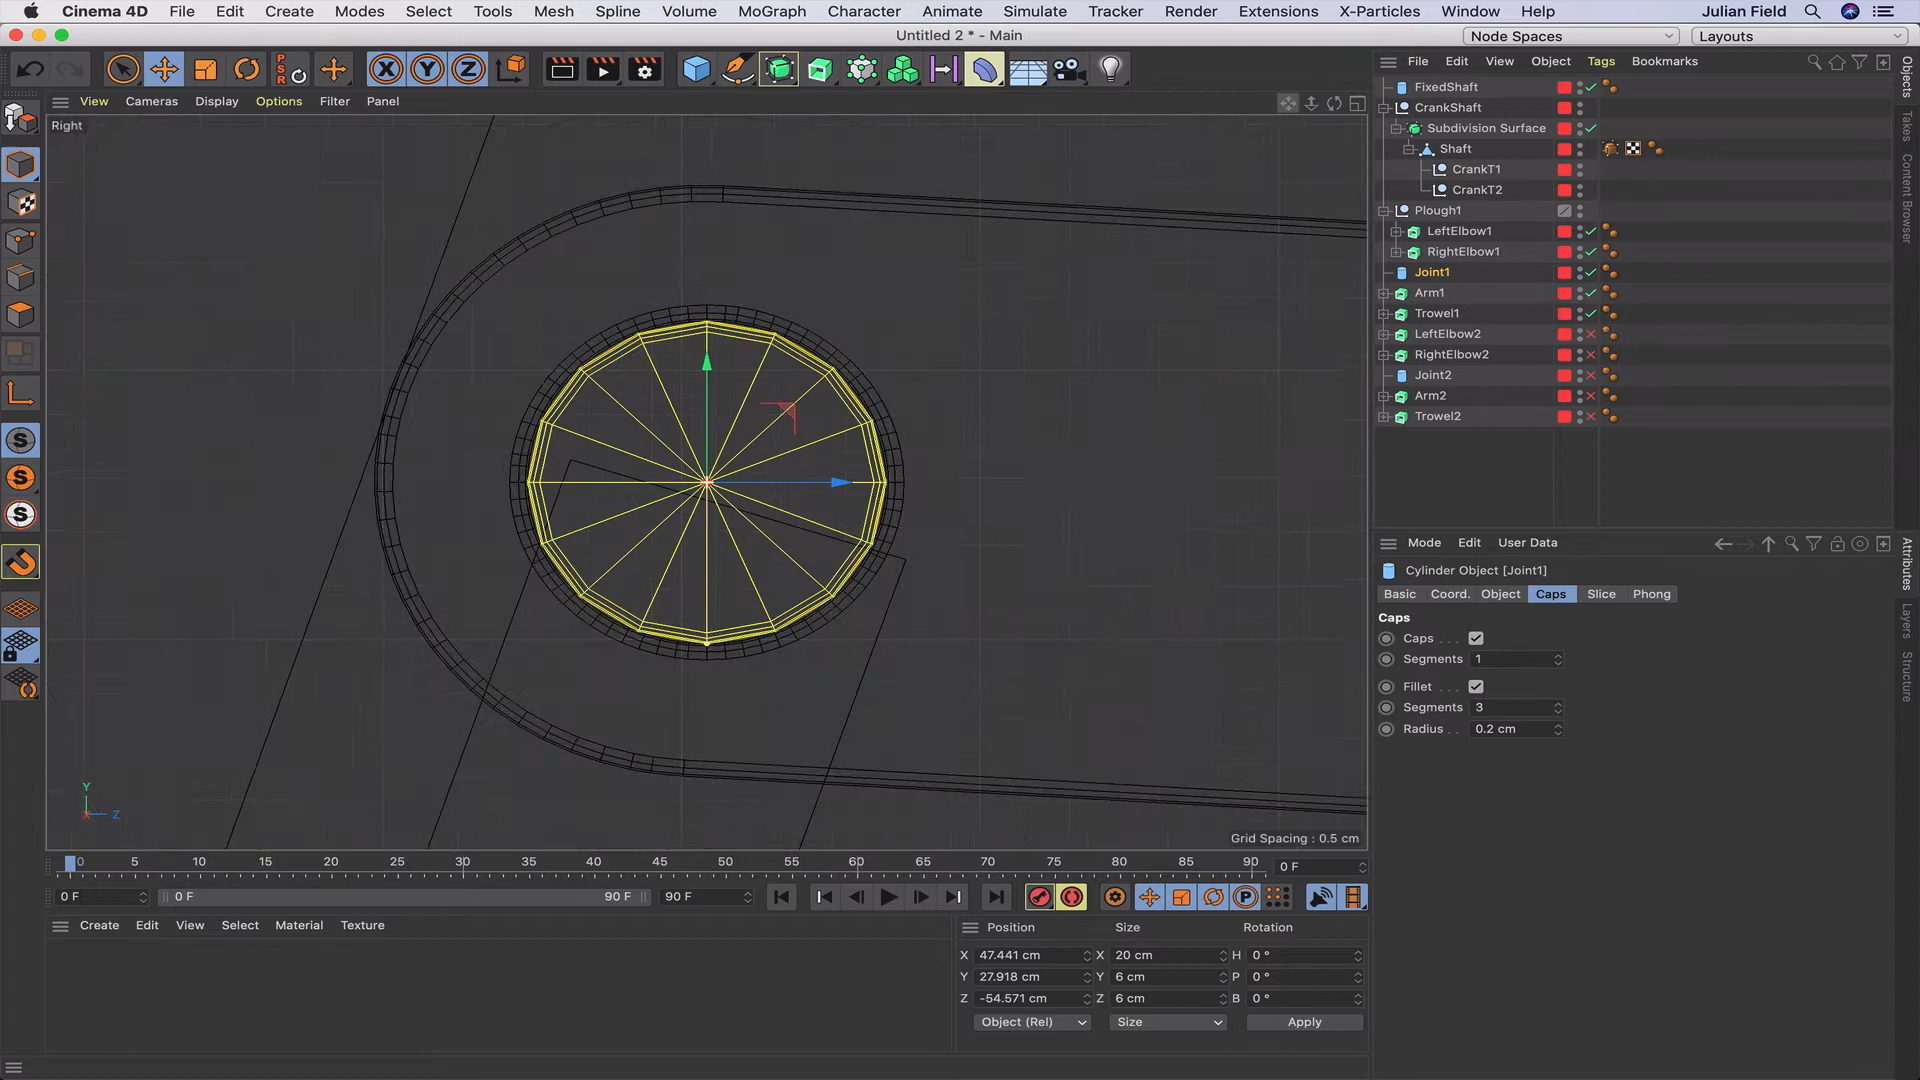 Cinema 4D File Edit Create Modes Select Tools Mesh Spline Volume MoGraph Character Animate Simulate Tracker Render Extensions X-Particles Window Help Julian Field
Untitled 2 * - Main
Node Spaces Layouts
View Cameras Display Options Filter Panel
Right
Grid Spacing : 0.5 cm
Y
X Z
File Edit View Object Tags Bookmarks
FixedShaft
CrankShaft
Subdivision Surface
Shaft
CrankT1
CrankT2
Plough1
LeftElbow1
RightElbow1
Joint1
Arm1
Trowel1
LeftElbow2
RightElbow2
Joint2
Arm2
Trowel2
Objects
Takes
Content Browser
Mode Edit User Data
Cylinder Object [Joint1]
Basic Coord. Object Caps Slice Phong
Caps
Caps . . .
Segments 1
Fillet . . .
Segments 3
Radius . . 0.2 cm
Attributes
Layers
Structure
0 5 10 15 20 25 30 35 40 45 50 55 60 65 70 75 80 85 90 0 F
0 F 0 F 90 F 90 F
Create Edit View Select Material Texture
Position Size Rotation
X 47.441 cm X 20 cm H 0 °
Y 27.918 cm Y 6 cm P 0 °
Z -54.571 cm Z 6 cm B 0 °
Object (Rel) Size Apply